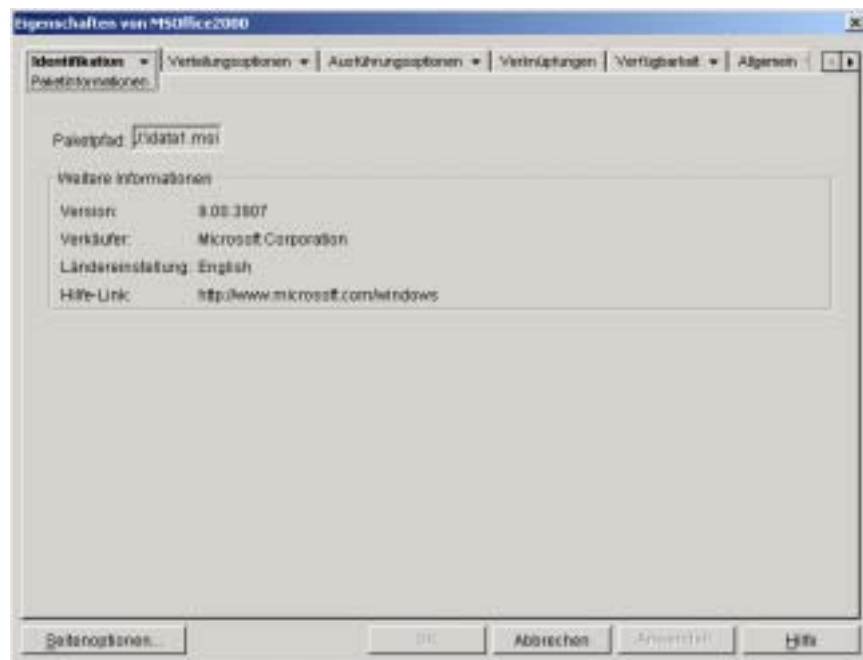 Eigenschaften von MSOffice2000
Identifikation Verteilungsoptionen Ausführungsoptionen Verknüpfungen Verfügbarkeit Allgemein
Paketinformationen
Paketpfad:
Weitere Informationen
Version: 9.00.3907
Verkäufer: Microsoft Corporation
Ländereinstellung: English
Hilfe-Link: http://www.microsoft.com/windows
Seitenoptionen... OK Abbrechen Anwenden Hilfe